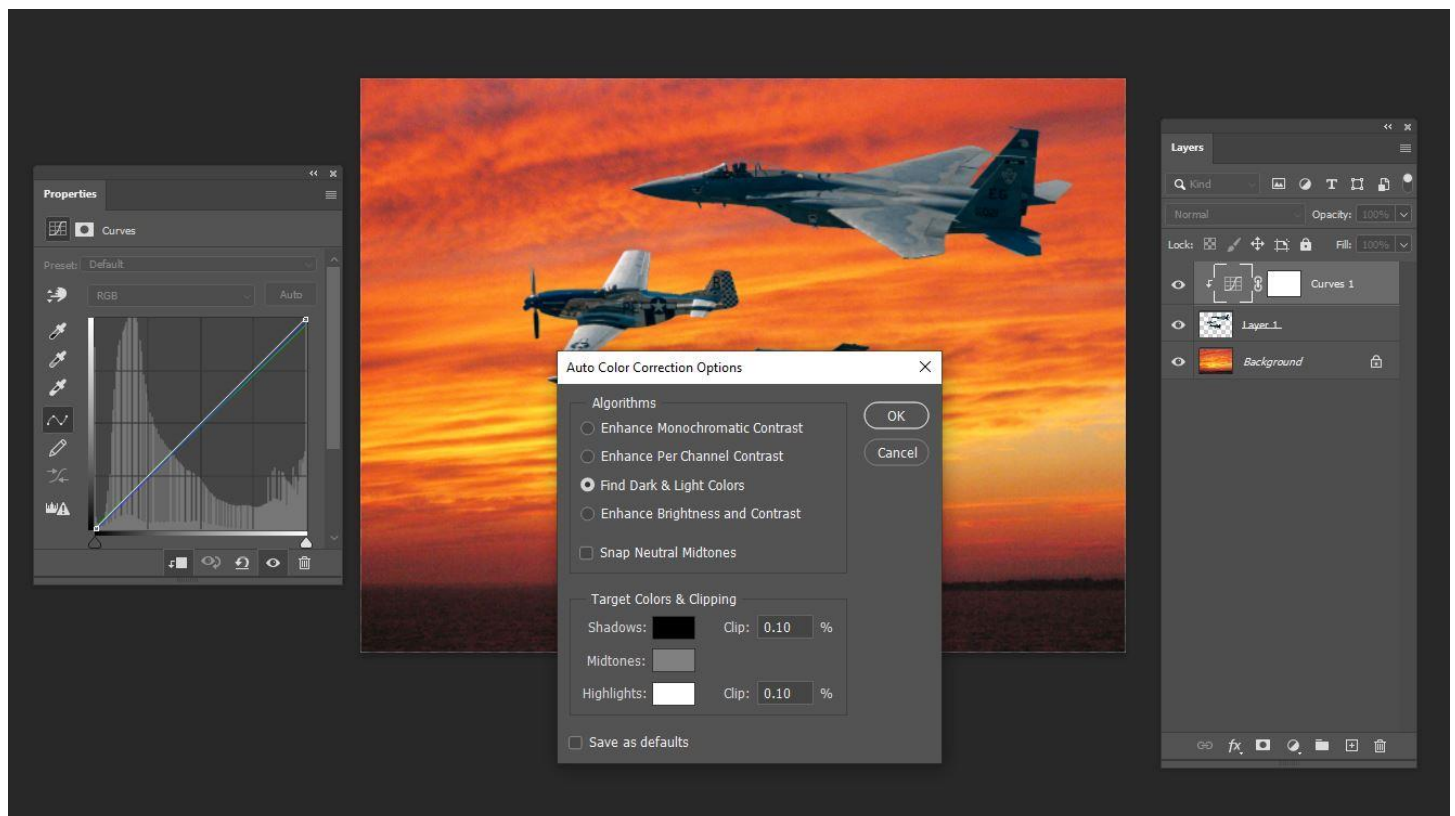 Properties
Curves
Preset: Default
RGB
Auto
Auto Color Correction Options
Algorithms
Enhance Monochromatic Contrast
Enhance Per Channel Contrast
Find Dark & Light Colors
Enhance Brightness and Contrast
Snap Neutral Midtones
OK
Cancel
Target Colors & Clipping
Shadows: Clip: 0.10 %
Midtones:
Highlights: Clip: 0.10 %
Save as defaults
Layers
Kind
Normal Opacity: 100%
Lock: Fill: 100%
Curves 1
Layer 1
Background
fx